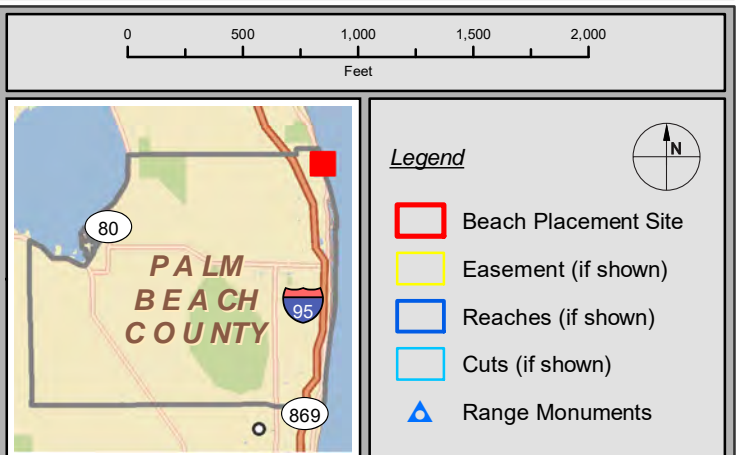 0 500 1,000 1,500 2,000
Feet
80
PALM
BEACH
COUNTY
95
869
Legend
N
Beach Placement Site
Easement (if shown)
Reaches (if shown)
Cuts (if shown)
Range Monuments